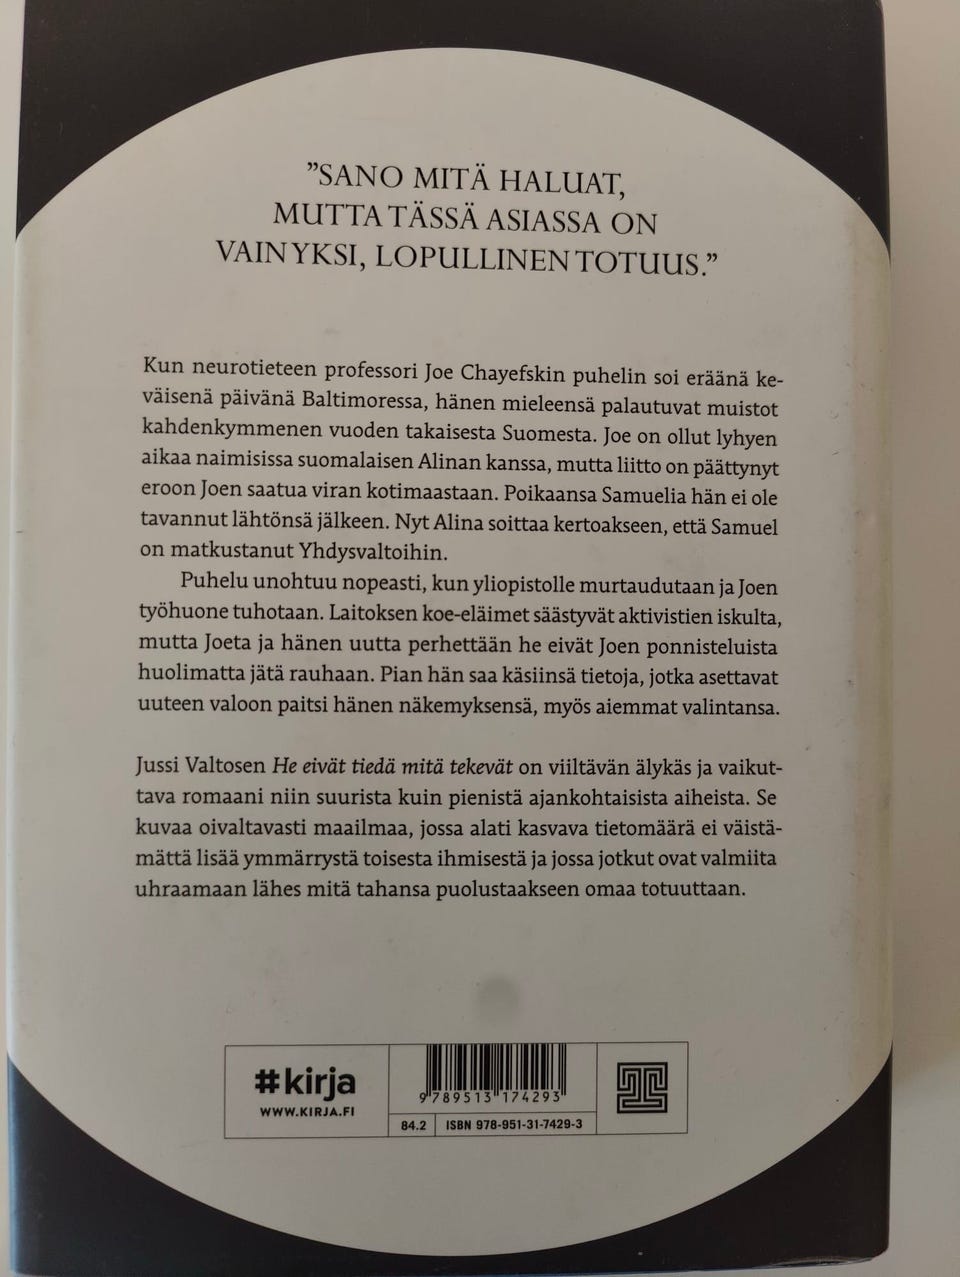 ”SANO MITÄ HALUAT,
MUTTA TÄSSÄ ASIASSA ON
VAIN YKSI, LOPULLINEN TOTUUS.”
Kun neurotieteen professori Joe Chayefskin puhelin soi eräänä ke-
väisenä päivänä Baltimoressa, hänen mieleensä palautuvat muistot
kahdenkymmenen vuoden takaisesta Suomesta. Joe on ollut lyhyen
aikaa naimisissa suomalaisen Alinan kanssa, mutta liitto on päättynyt
eroon Joen saatua viran kotimaastaan. Poikaansa Samuelia hän ei ole
tavannut lähtönsä jälkeen. Nyt Alina soittaa kertoakseen, että Samuel
on matkustanut Yhdysvaltoihin.
Puhelu unohtuu nopeasti, kun yliopistolle murtaudutaan ja Joen
työhuone tuhotaan. Laitoksen koe-eläimet säästyvät aktivistien iskulta,
mutta Joeta ja hänen uutta perhettään he eivät Joen ponnisteluista
huolimatta jätä rauhaan. Pian hän saa käsiinsä tietoja, jotka asettavat
uuteen valoon paitsi hänen näkemyksensä, myös aiemmat valintansa.
Jussi Valtosen He eivät tiedä mitä tekevät on viiltävän älykäs ja vaikut-
tava romaani niin suurista kuin pienistä ajankohtaisista aiheista. Se
kuvaa oivaltavasti maailmaa, jossa alati kasvava tietomäärä ei väistä-
mättä lisää ymmärrystä toisesta ihmisestä ja jossa jotkut ovat valmiita
uhraamaan lähes mitä tahansa puolustaakseen omaa totuuttaan.
#kirja
WWW.KIRJA.FI
9 789513 174293
84.2 ISBN 978-951-31-7429-3